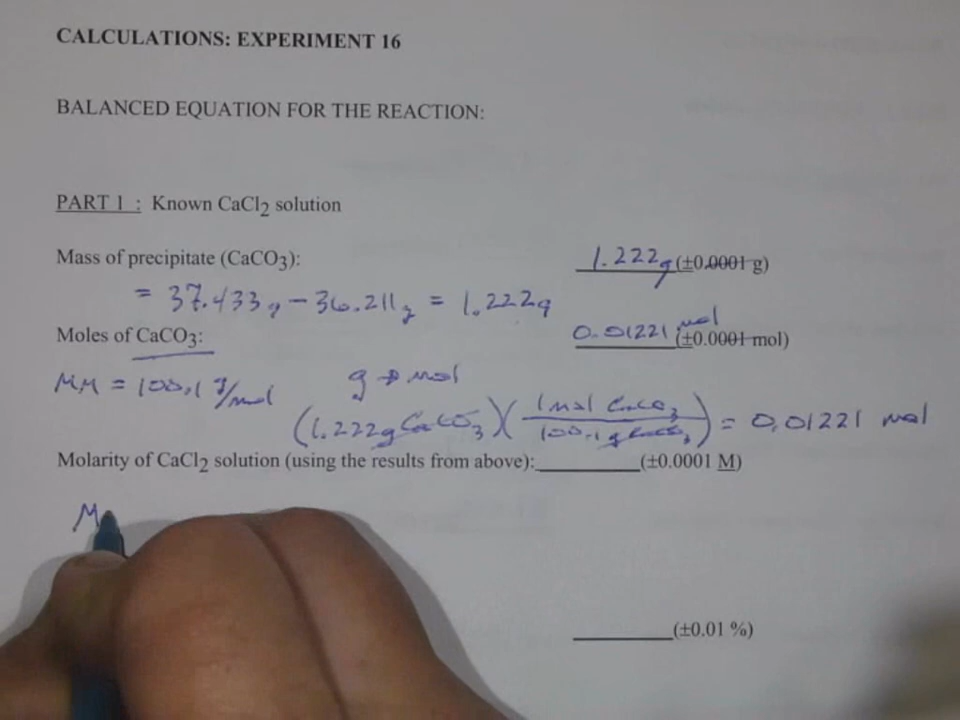 CALCULATIONS: EXPERIMENT 16
BALANCED EQUATION FOR THE REACTION:
PART 1 : Known CaCl2 solution
Mass of precipitate (CaCO3): 1.222g (±0.0001 g)
= 37.433g - 36.211g = 1.222g
Moles of CaCO3: 0.01221 mol (±0.0001 mol)
MM = 100.1 g/mol g → mol
(1.222g CaCO3)(1 mol CaCO3/100.1 g CaCO3) = 0.01221 mol
Molarity of CaCl2 solution (using the results from above):________(±0.0001 M)
M
________(±0.01 %)